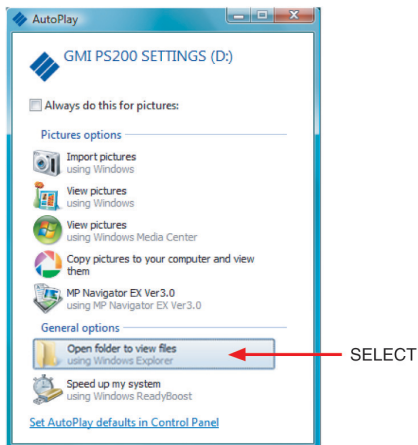 AutoPlay
GMI PS200 SETTINGS (D:)
Always do this for pictures:
Pictures options
Import pictures
using Windows
View pictures
using Windows
View pictures
using Windows Media Center
Copy pictures to your computer and view
them
MP Navigator EX Ver3.0
using MP Navigator EX Ver3.0
General options
Open folder to view files
using Windows Explorer
SELECT
Speed up my system
using Windows ReadyBoost
Set AutoPlay defaults in Control Panel